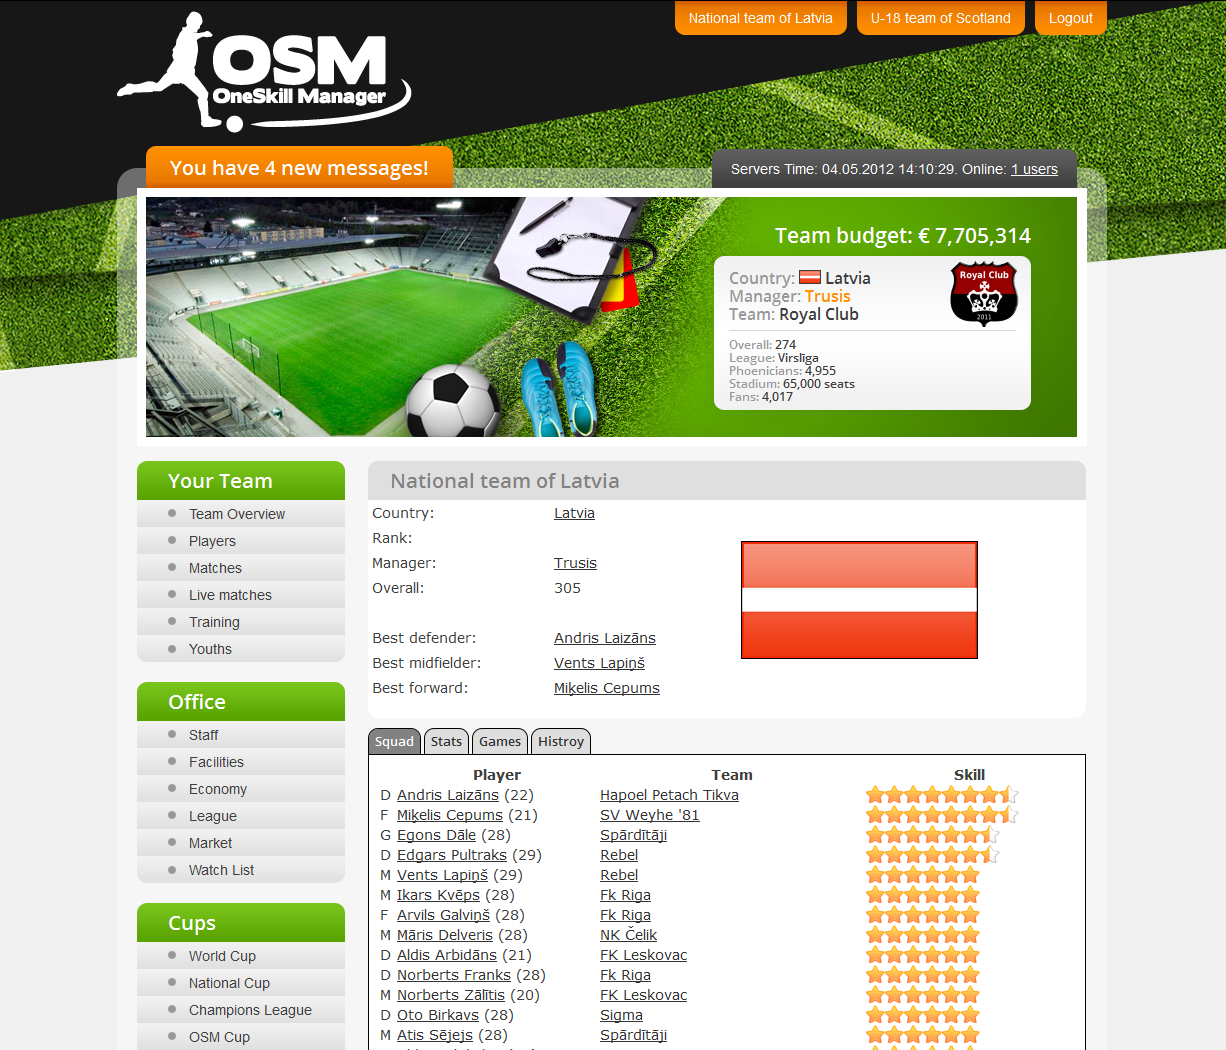 National team of Latvia U-18 team of Scotland Logout
OSM
OneSkill Manager
You have 4 new messages!
Servers Time: 04.05.2012 14:10:29. Online: 1 users
Team budget: € 7,705,314
Country: Latvia
Manager: Trusis
Team: Royal Club
Royal Club
2011
Overall: 274
League: Virslīga
Phoenicians: 4,955
Stadium: 65,000 seats
Fans: 4,017
Your Team
Team Overview
Players
Matches
Live matches
Training
Youths
Office
Staff
Facilities
Economy
League
Market
Watch List
Cups
World Cup
National Cup
Champions League
OSM Cup
National team of Latvia
Country: Latvia
Rank:
Manager: Trusis
Overall: 305
Best defender: Andris Laizāns
Best midfielder: Vents Lapiņš
Best forward: Miķelis Cepums
Squad Stats Games Histroy
Player Team Skill
D Andris Laizāns (22) Hapoel Petach Tikva
F Miķelis Cepums (21) SV Weyhe '81
G Egons Dāle (28) Spārdītāji
D Edgars Pultraks (29) Rebel
M Vents Lapiņš (29) Rebel
M Ikars Kvēps (28) Fk Riga
F Arvils Galviņš (28) Fk Riga
M Māris Delveris (28) NK Čelik
D Aldis Arbidāns (21) FK Leskovac
D Norberts Franks (28) Fk Riga
M Norberts Zālītis (20) FK Leskovac
D Oto Birkavs (28) Sigma
M Atis Sējejs (28) Spārdītāji